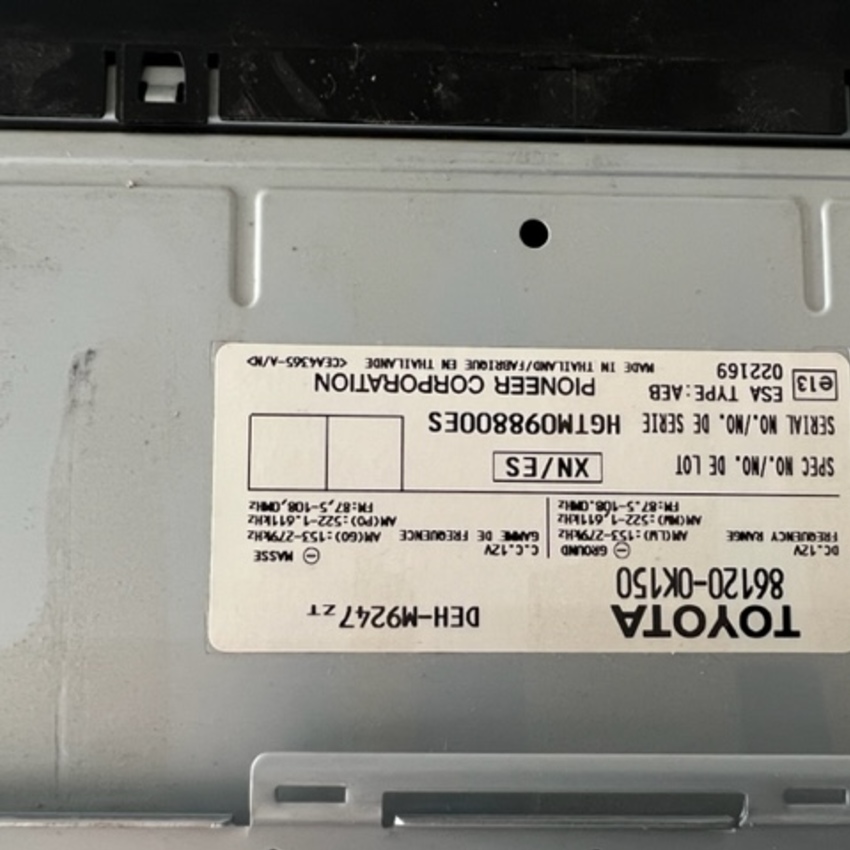 TOYOTA
86120-0K150 DEH-M9247ZT
DC.12V ⊖ GROUND C.C.12V ⊖ MASSE
FREQUENCY RANGE AM(LW):153-279kHz GAMME DE FREQUENCE AM(GO):153-279kHz
AM(MW):522-1,611kHz AM(PO):522-1.611kHz
FM:87.5-108.0MHz FM:87,5-108,0MHz
SPEC NO./NO. DE LOT XN/ES
SERIAL NO./NO. DE SERIE HGTM098800ES
e13 ESA TYPE:AEB PIONEER CORPORATION
022169 MADE IN THAILAND/FABRIQUE EN THAILANDE <CEA4365-A/N>